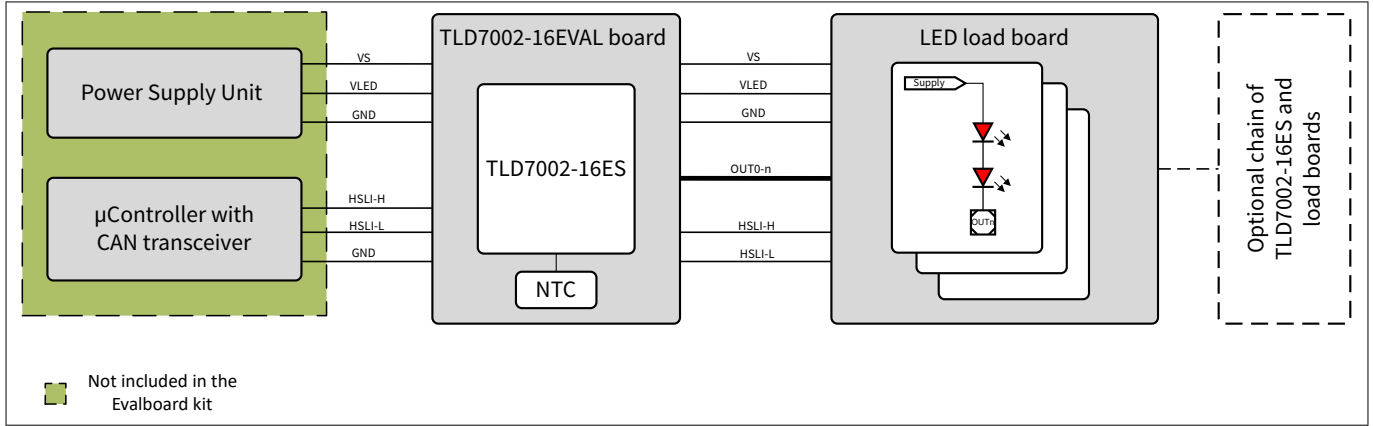 Power Supply Unit
µController with
CAN transceiver
VS
VLED
GND
HSLI-H
HSLI-L
GND
TLD7002-16EVAL board
TLD7002-16ES
NTC
VS
VLED
GND
OUT0-n
HSLI-H
HSLI-L
LED load board
Supply
OUTn
Optional chain of
TLD7002-16ES and
load boards
Not included in the
Evalboard kit